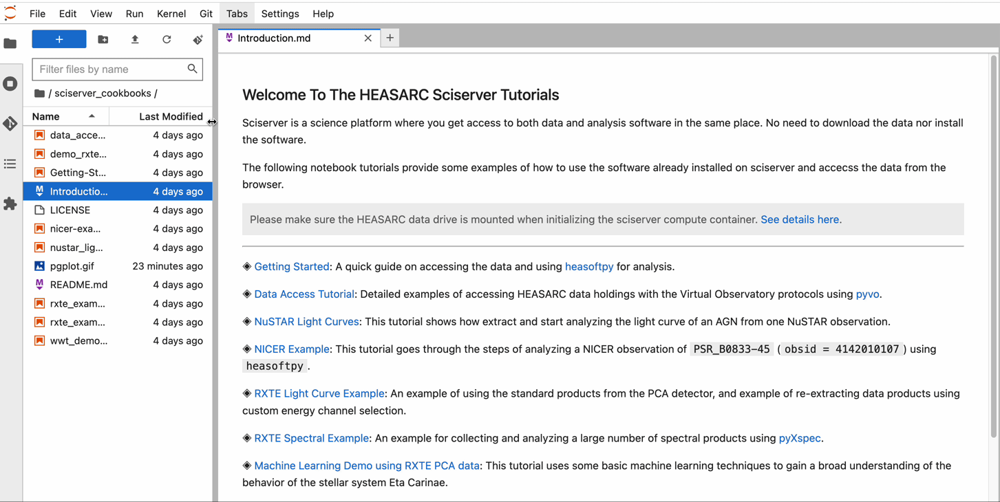 File Edit View Run Kernel Git Tabs Settings Help
+
Introduction.md
+
Filter files by name
/ sciserver_cookbooks /
Name Last Modified
data_acce... 4 days ago
demo_rxte... 4 days ago
Getting-St... 4 days ago
Introductio... 4 days ago
LICENSE 4 days ago
nicer-exa... 4 days ago
nustar_lig... 4 days ago
pgplot.gif 23 minutes ago
README.md 4 days ago
rxte_exam... 4 days ago
rxte_exam... 4 days ago
wwt_demo... 4 days ago
Welcome To The HEASARC Sciserver Tutorials
Sciserver is a science platform where you get access to both data and analysis software in the same place. No need to download the data nor install
the software.
The following notebook tutorials provide some examples of how to use the software already installed on sciserver and accecss the data from the
browser.
Please make sure the HEASARC data drive is mounted when initializing the sciserver compute container. See details here.
◈ Getting Started: A quick guide on accessing the data and using heasoftpy for analysis.
◈ Data Access Tutorial: Detailed examples of accessing HEASARC data holdings with the Virtual Observatory protocols using pyvo.
◈ NuSTAR Light Curves: This tutorial shows how extract and start analyzing the light curve of an AGN from one NuSTAR observation.
◈ NICER Example: This tutorial goes through the steps of analyzing a NICER observation of PSR_B0833-45 ( obsid = 4142010107 ) using
heasoftpy .
◈ RXTE Light Curve Example: An example of using the standard products from the PCA detector, and example of re-extracting data products using
custom energy channel selection.
◈ RXTE Spectral Example: An example for collecting and analyzing a large number of spectral products using pyXspec.
◈ Machine Learning Demo using RXTE PCA data: This tutorial uses some basic machine learning techniques to gain a broad understanding of the
behavior of the stellar system Eta Carinae.